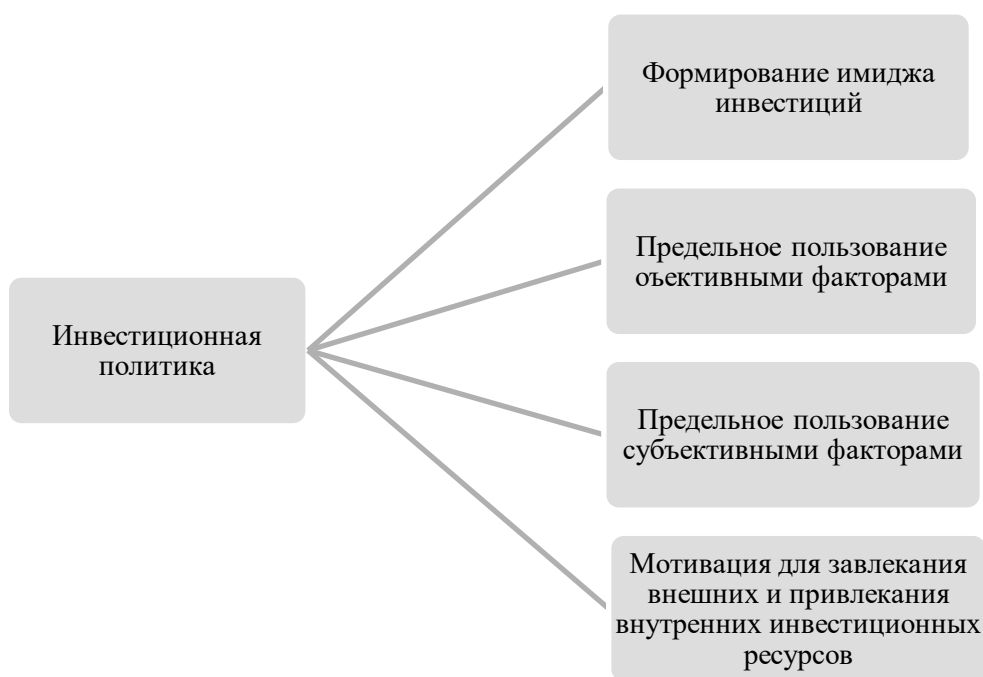 Формирование имиджа
инвестиций
Предельное пользование
оъективными факторами
Инвестиционная
политика
Предельное пользование
субъективными факторами
Мотивация для завлекания
внешних и привлекания
внутренних инвестиционных
ресурсов